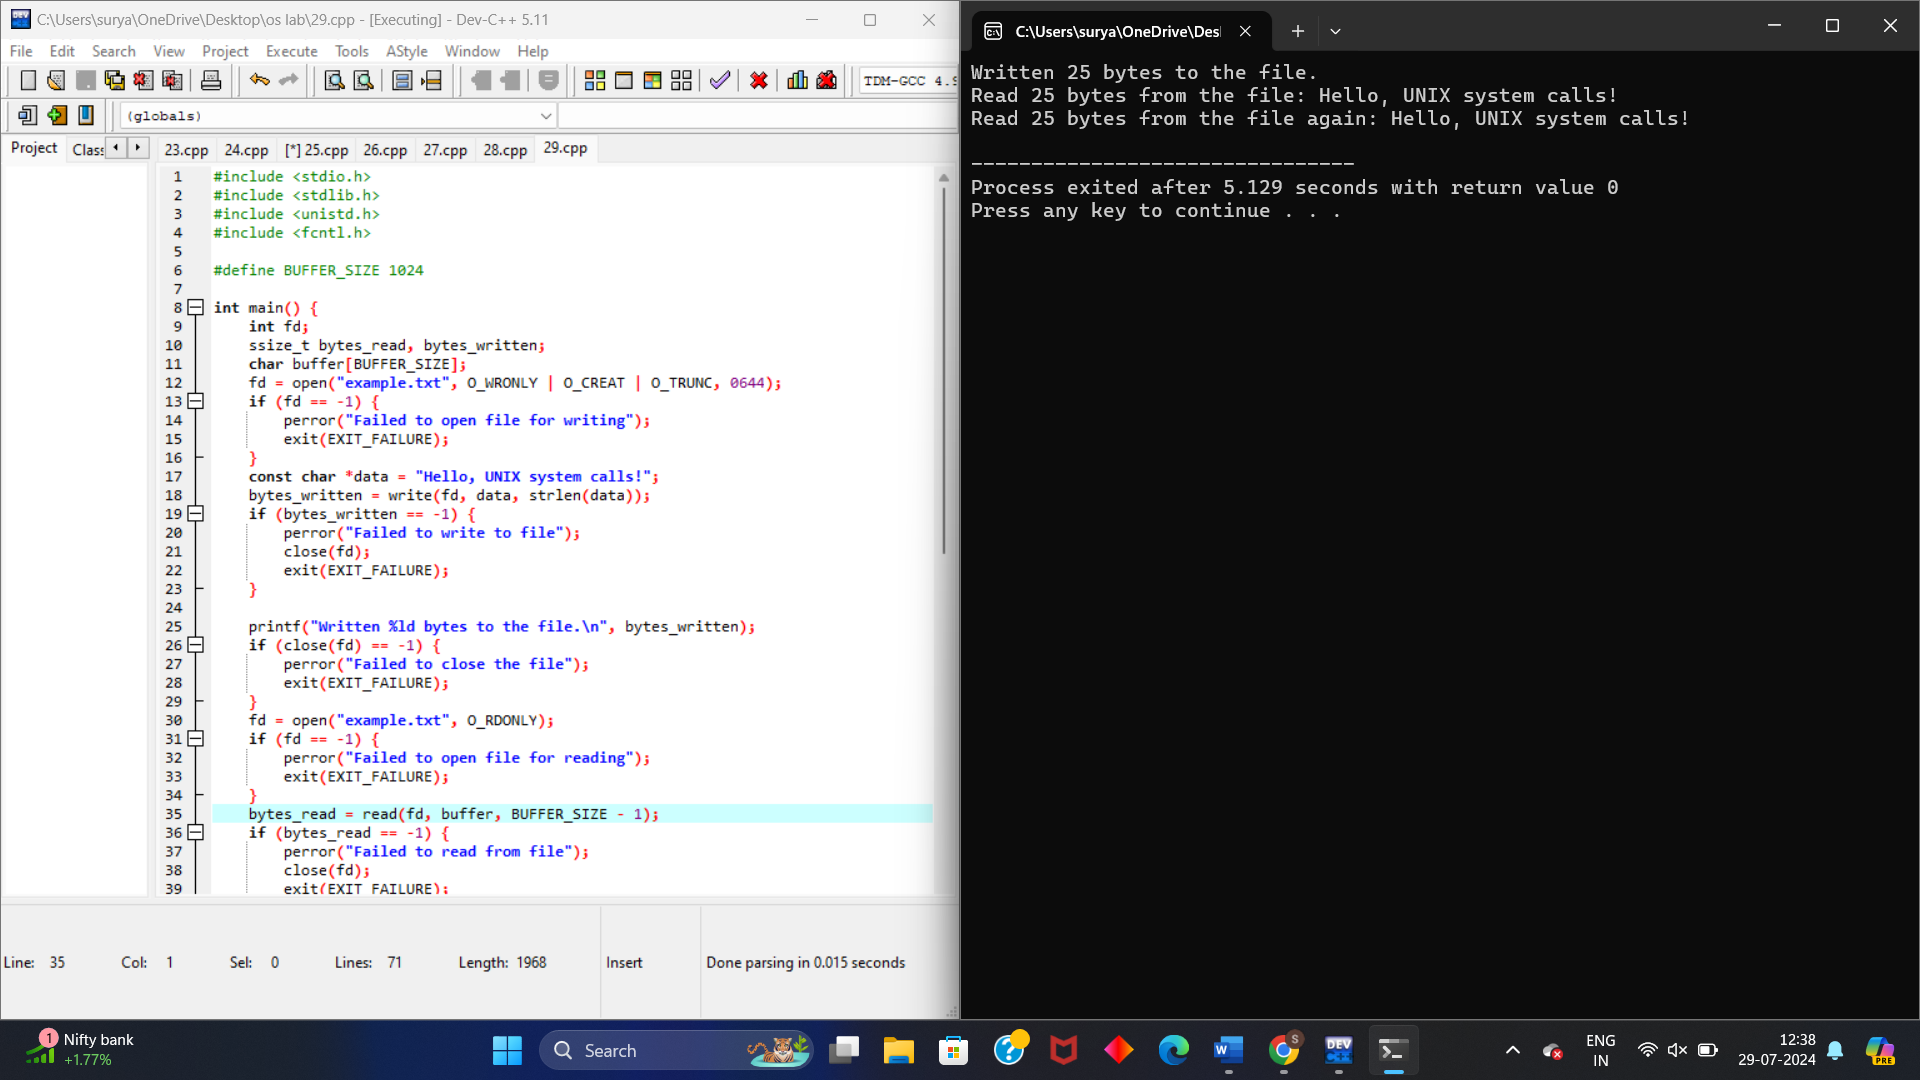 C:\Users\surya\OneDrive\Desktop\os lab\29.cpp - [Executing] - Dev-C++ 5.11
File Edit Search View Project Execute Tools AStyle Window Help
TDM-GCC 4.9
(globals)
Project Class
23.cpp 24.cpp [*] 25.cpp 26.cpp 27.cpp 28.cpp 29.cpp
1 #include <stdio.h>
2 #include <stdlib.h>
3 #include <unistd.h>
4 #include <fcntl.h>
5
6 #define BUFFER_SIZE 1024
7
8 int main() {
9 int fd;
10 ssize_t bytes_read, bytes_written;
11 char buffer[BUFFER_SIZE];
12 fd = open("example.txt", O_WRONLY | O_CREAT | O_TRUNC, 0644);
13 if (fd == -1) {
14 perror("Failed to open file for writing");
15 exit(EXIT_FAILURE);
16 }
17 const char *data = "Hello, UNIX system calls!";
18 bytes_written = write(fd, data, strlen(data));
19 if (bytes_written == -1) {
20 perror("Failed to write to file");
21 close(fd);
22 exit(EXIT_FAILURE);
23 }
24
25 printf("Written %ld bytes to the file.\n", bytes_written);
26 if (close(fd) == -1) {
27 perror("Failed to close the file");
28 exit(EXIT_FAILURE);
29 }
30 fd = open("example.txt", O_RDONLY);
31 if (fd == -1) {
32 perror("Failed to open file for reading");
33 exit(EXIT_FAILURE);
34 }
35 bytes_read = read(fd, buffer, BUFFER_SIZE - 1);
36 if (bytes_read == -1) {
37 perror("Failed to read from file");
38 close(fd);
39 exit(EXIT_FAILURE);
Line: 35 Col: 1 Sel: 0 Lines: 71 Length: 1968 Insert Done parsing in 0.015 seconds
C:\Users\surya\OneDrive\Des
Written 25 bytes to the file.
Read 25 bytes from the file: Hello, UNIX system calls!
Read 25 bytes from the file again: Hello, UNIX system calls!
--------------------------------
Process exited after 5.129 seconds with return value 0
Press any key to continue . . .
1 Nifty bank
+1.77%
Search
DEV
S
ENG
IN
12:38
29-07-2024
PRE